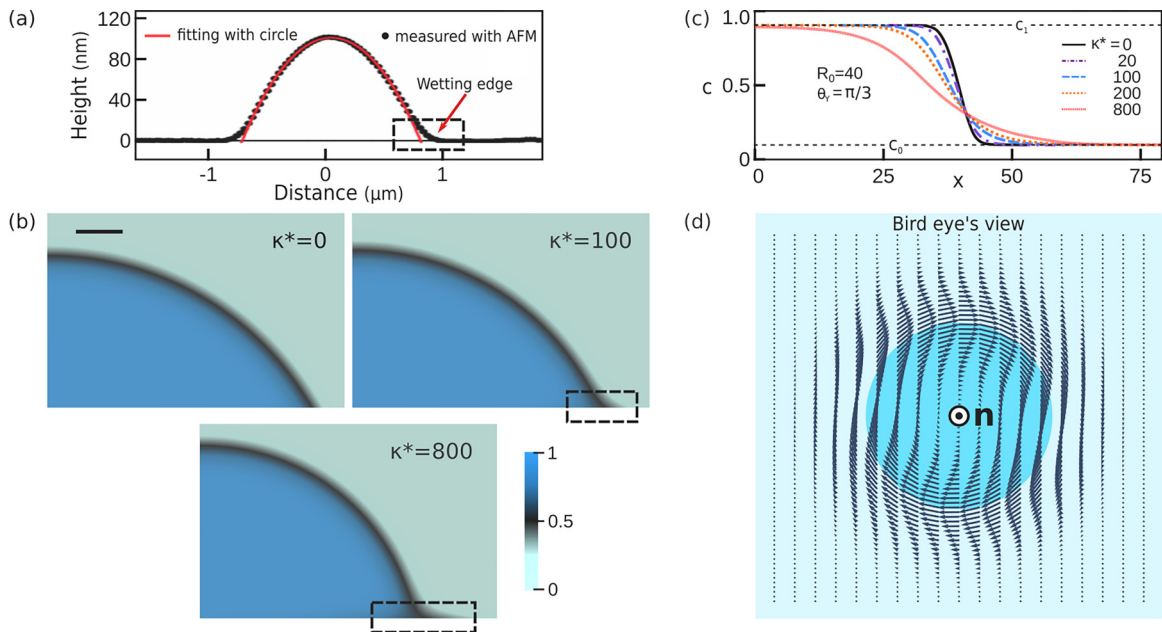 (a)
120
80
40
0
Height (nm)
fitting with circle
measured with AFM
Wetting edge
-1
0
1
Distance (μm)
(b)
κ*=0
κ*=100
κ*=800
1
0.5
0
(c)
1.0
0.5
0
c
C₁
C₀
R₀=40
θᵧ=π/3
κ*=0
20
100
200
800
0
25
50
75
x
(d)
Bird eye's view
n